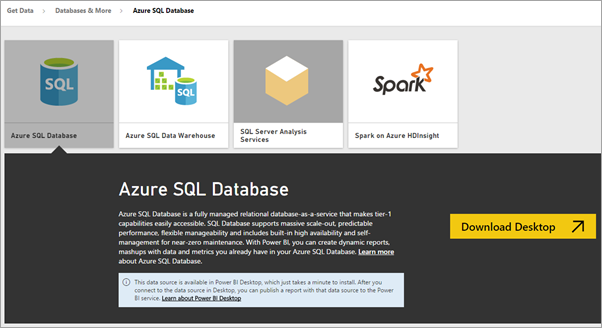 Get Data > Databases & More > Azure SQL Database
SQL
SQL
Spark
Azure SQL Database
Azure SQL Data Warehouse
SQL Server Analysis
Services
Spark on Azure HDInsight
Azure SQL Database
Azure SQL Database is a fully managed relational database-as-a-service that makes tier-1
capabilities easily accessible. SQL Database supports massive scale-out, predictable
performance, flexible manageability and includes built-in high availability and self-
management for near-zero maintenance. With Power BI, you can create dynamic reports,
mashups with data and metrics you already have in your Azure SQL Database. Learn more
about Azure SQL Database.
Download Desktop
This data source is available in Power BI Desktop, which just takes a minute to install. After you
connect to the data source in Desktop, you can publish a report with that data source to the Power
BI service. Learn about Power BI Desktop